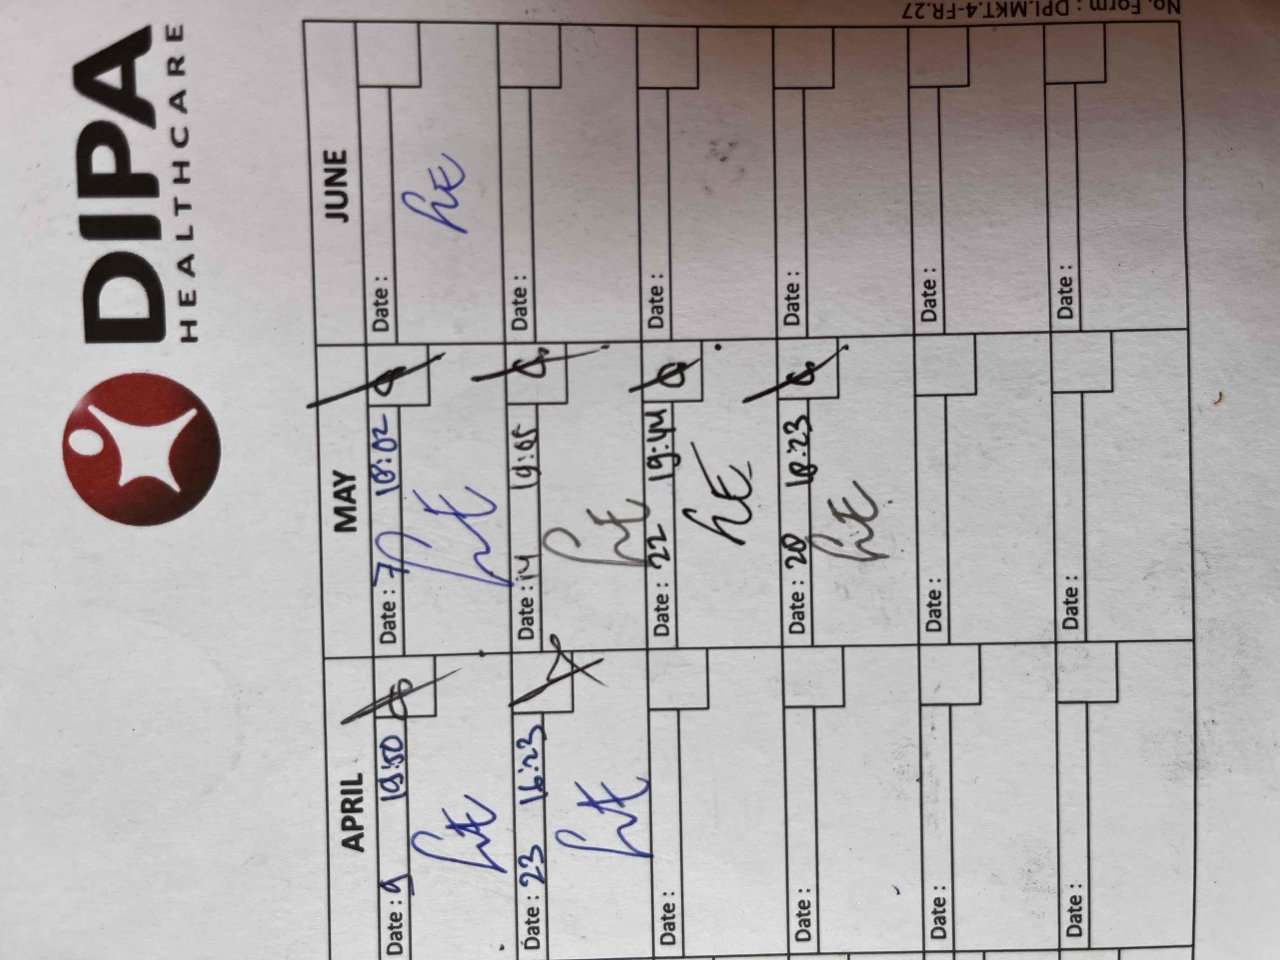 DIPA
HEALTHCARE
No. Form : DPI.MKT.4-FR.27
APRIL MAY JUNE
Date : 9 19:50 Date : 7 18:02 Date :
Date : 23 16:23 Date : 14 19:05 Date :
Date : Date : 22 19:44 Date :
Date : Date : 20 18:23 Date :
Date : Date : Date :
Date : Date : Date :